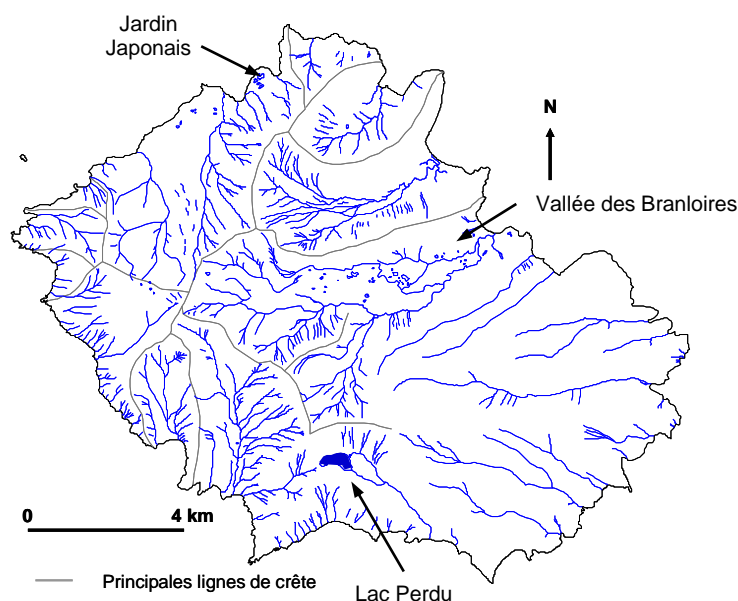 Jardin
Japonais
N
Vallée des Branloires
0
4 km
Principales lignes de crête
Lac Perdu